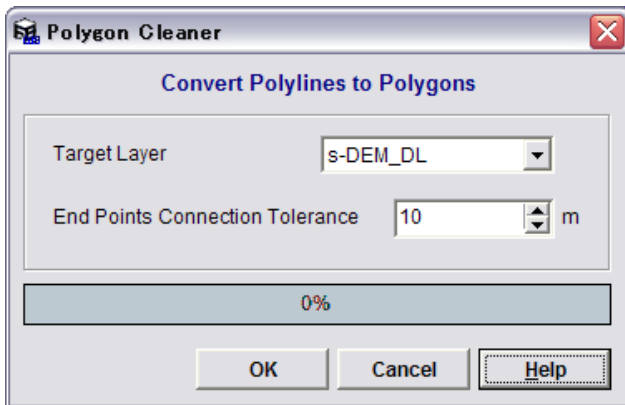 Polygon Cleaner
Convert Polylines to Polygons
Target Layer s-DEM_DL
End Points Connection Tolerance 10 m
0%
OK Cancel Help